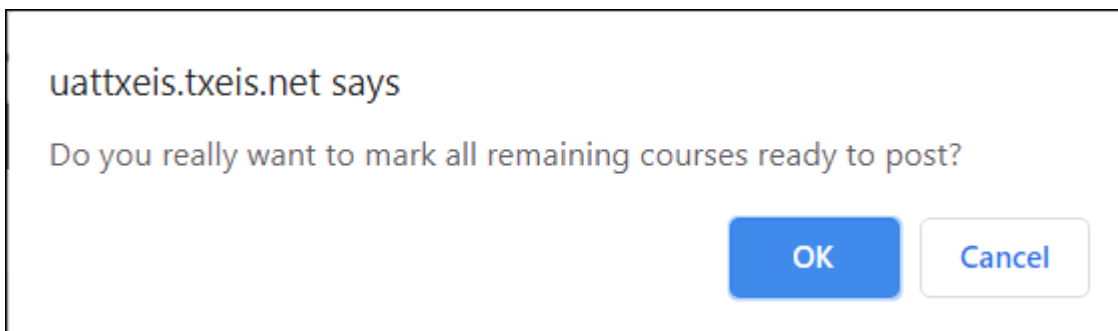 uattxeis.txeis.net says
Do you really want to mark all remaining courses ready to post?
OK Cancel